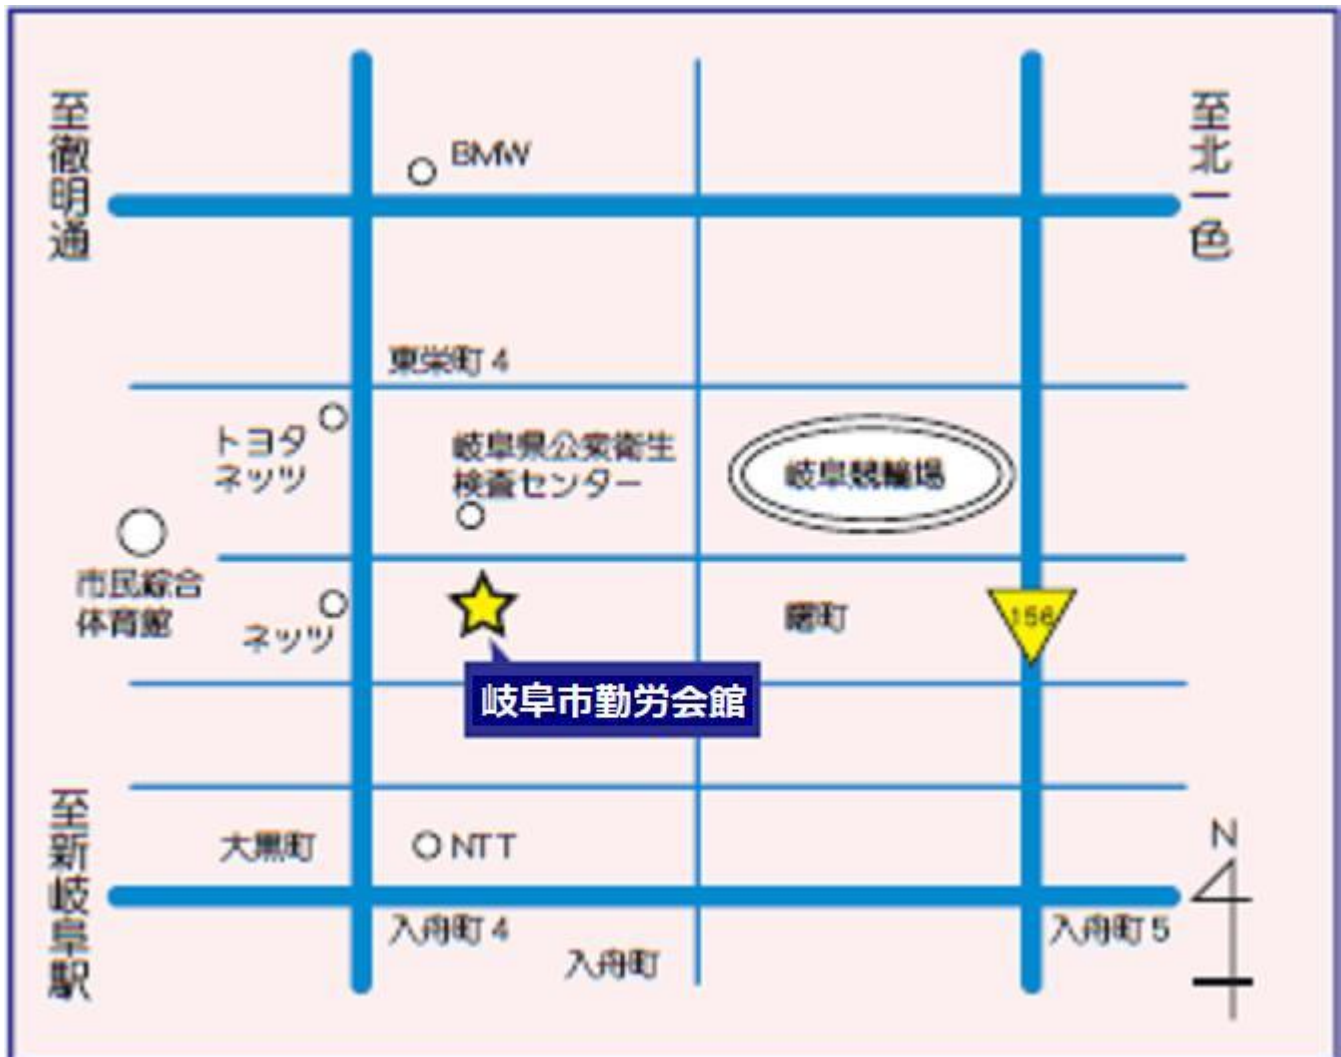 至徹明通
BMW
至北一色
東栄町4
トヨタ
ネッツ
岐阜県公衆衛生
検査センター
岐阜競輪場
市民綜合
体育館
ネッツ
曙町
156
岐阜市勤労会館
至新岐阜駅
大黒町
NTT
N
入舟町4
入舟町
入舟町5